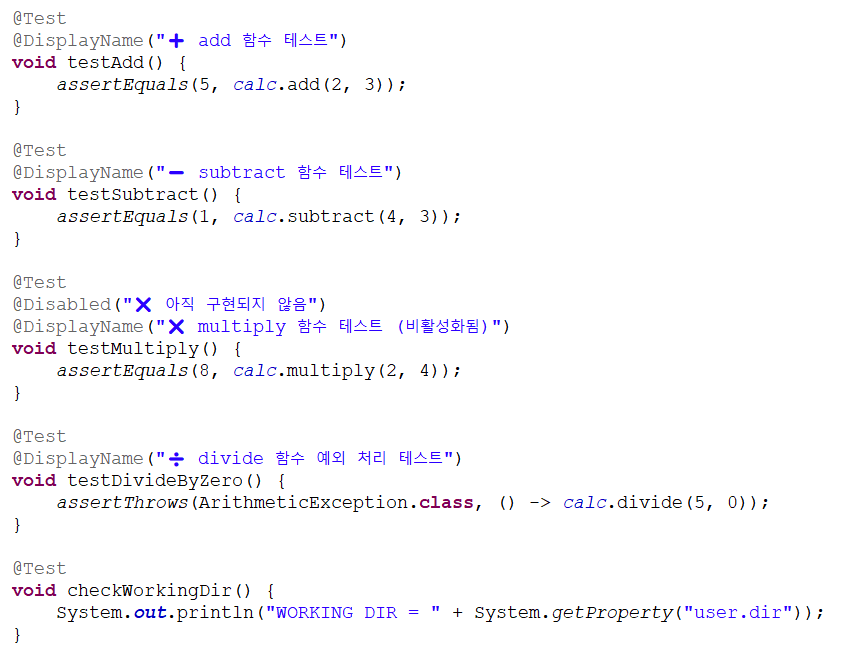 @Test
@DisplayName("➕ add 함수 테스트")
void testAdd() {
    assertEquals(5, calc.add(2, 3));
}

@Test
@DisplayName("➖ subtract 함수 테스트")
void testSubtract() {
    assertEquals(1, calc.subtract(4, 3));
}

@Test
@Disabled("❌ 아직 구현되지 않음")
@DisplayName("❌ multiply 함수 테스트 (비활성화됨)")
void testMultiply() {
    assertEquals(8, calc.multiply(2, 4));
}

@Test
@DisplayName("➗ divide 함수 예외 처리 테스트")
void testDivideByZero() {
    assertThrows(ArithmeticException.class, () -> calc.divide(5, 0));
}

@Test
void checkWorkingDir() {
    System.out.println("WORKING DIR = " + System.getProperty("user.dir"));
}